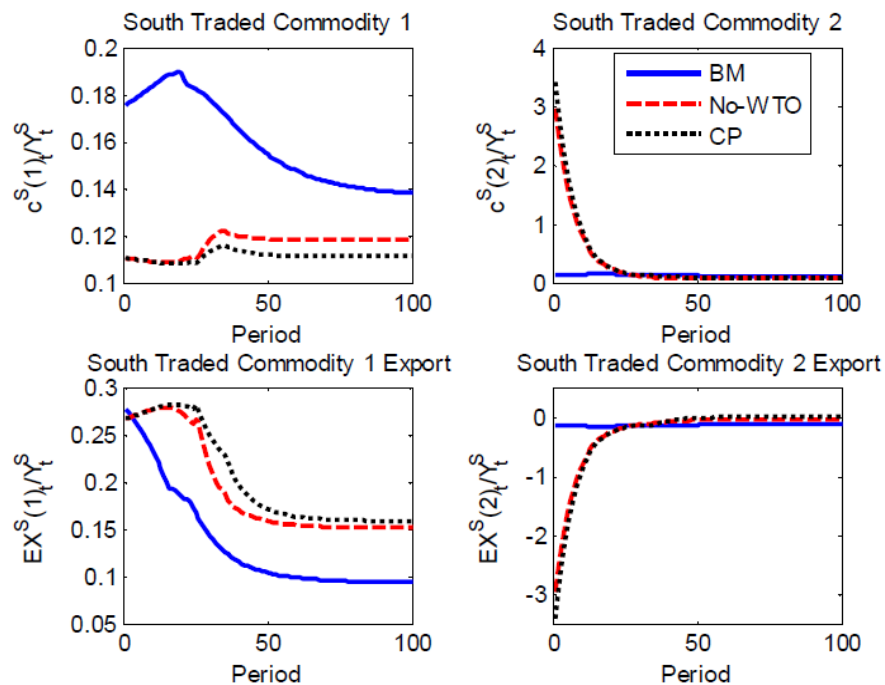 South Traded Commodity 1
0.2
0.18
0.16
0.14
0.12
0.1
c^S(1)_t/Y_t^S
0
50
100
Period
South Traded Commodity 2
4
3
2
1
0
c^S(2)_t/Y_t^S
BM
No-WTO
CP
0
50
100
Period
South Traded Commodity 1 Export
0.3
0.25
0.2
0.15
0.1
0.05
EX^S(1)_t/Y_t^S
0
50
100
Period
South Traded Commodity 2 Export
0
-1
-2
-3
EX^S(2)_t/Y_t^S
0
50
100
Period